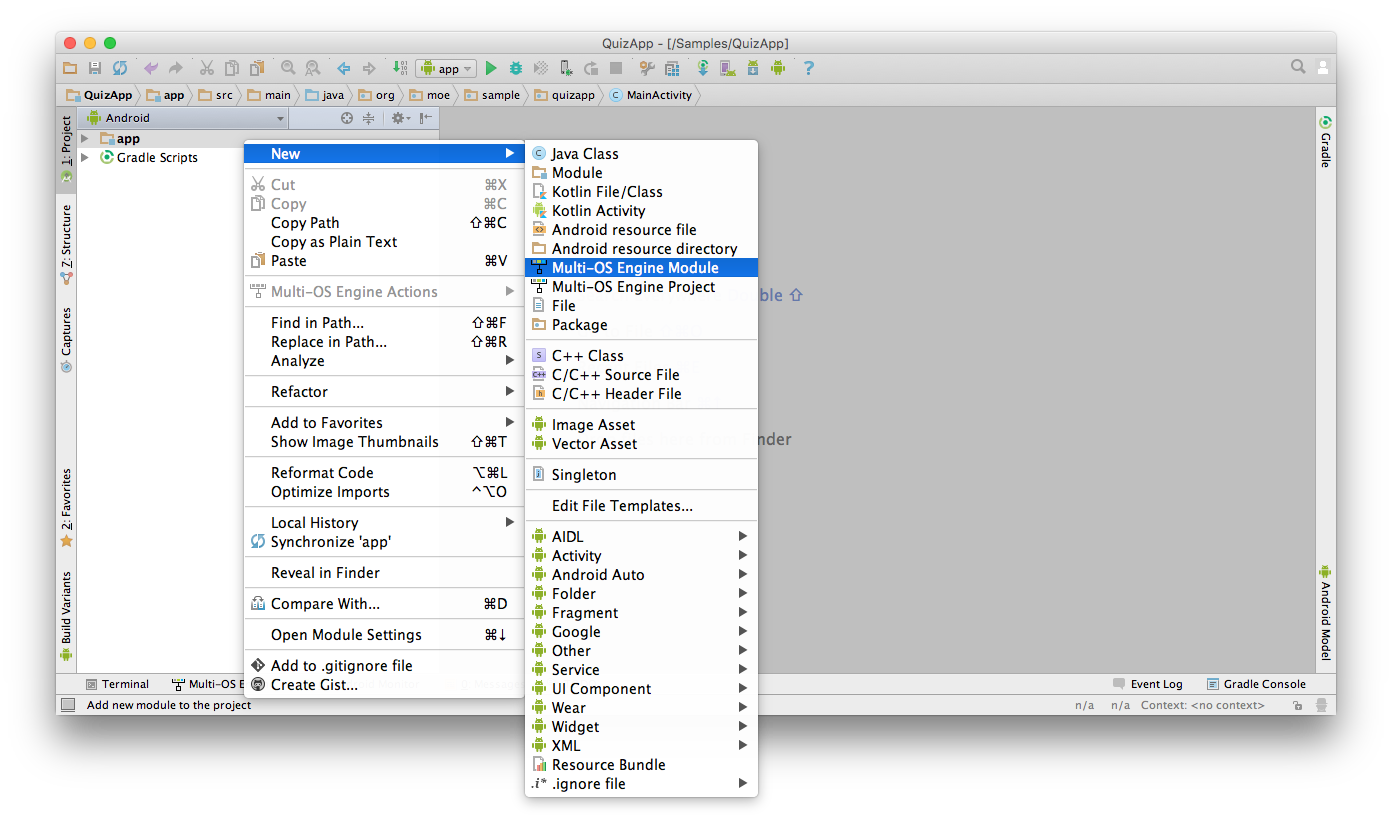 QuizApp - [/Samples/QuizApp]
app
QuizApp app src main java org moe sample quizapp MainActivity
Android
1: Project
Z: Structure
Captures
2: Favorites
Build Variants
app
Gradle Scripts
New
Cut ⌘X
Copy ⌘C
Copy Path ⇧⌘C
Copy as Plain Text
Paste ⌘V
Multi-OS Engine Actions
Find in Path... ⇧⌘F
Replace in Path... ⇧⌘R
Analyze
Refactor
Add to Favorites
Show Image Thumbnails ⇧⌘T
Reformat Code ⌥⌘L
Optimize Imports ^⌥O
Local History
Synchronize 'app'
Reveal in Finder
Compare With... ⌘D
Open Module Settings ⌘↓
Add to .gitignore file
Create Gist...
Java Class
Module
Kotlin File/Class
Kotlin Activity
Android resource file
Android resource directory
Multi-OS Engine Module
Multi-OS Engine Project
File
Package
C++ Class
C/C++ Source File
C/C++ Header File
Image Asset
Vector Asset
Singleton
Edit File Templates...
AIDL
Activity
Android Auto
Folder
Fragment
Google
Other
Service
UI Component
Wear
Widget
XML
Resource Bundle
.i* .ignore file
ble ⇧
nder
Gradle
Android Model
Terminal Multi-OS E
Event Log Gradle Console
Add new module to the project
n/a n/a Context: <no context>